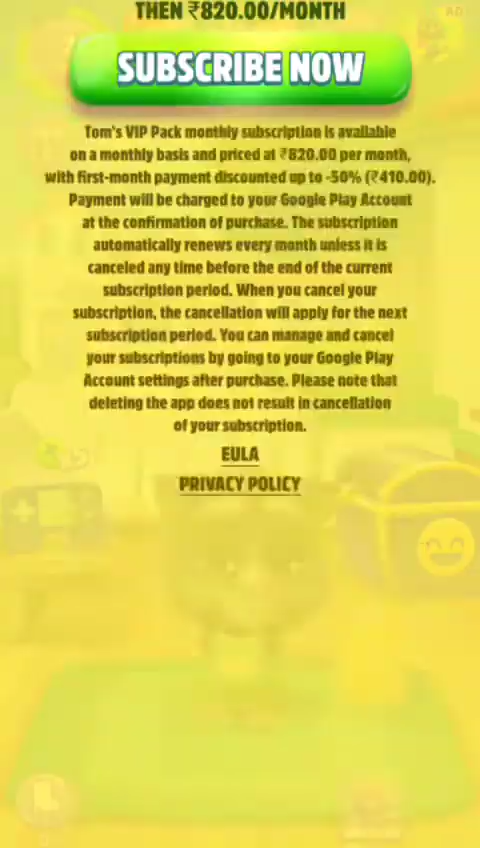 THEN ₹820.00/MONTH
AD
SUBSCRIBE NOW
Tom's VIP Pack monthly subscription is available
on a monthly basis and priced at ₹820.00 per month,
with first-month payment discounted up to -50% (₹410.00).
Payment will be charged to your Google Play Account
at the confirmation of purchase. The subscription
automatically renews every month unless it is
canceled any time before the end of the current
subscription period. When you cancel your
subscription, the cancellation will apply for the next
subscription period. You can manage and cancel
your subscriptions by going to your Google Play
Account settings after purchase. Please note that
deleting the app does not result in cancellation
of your subscription.
EULA
PRIVACY POLICY